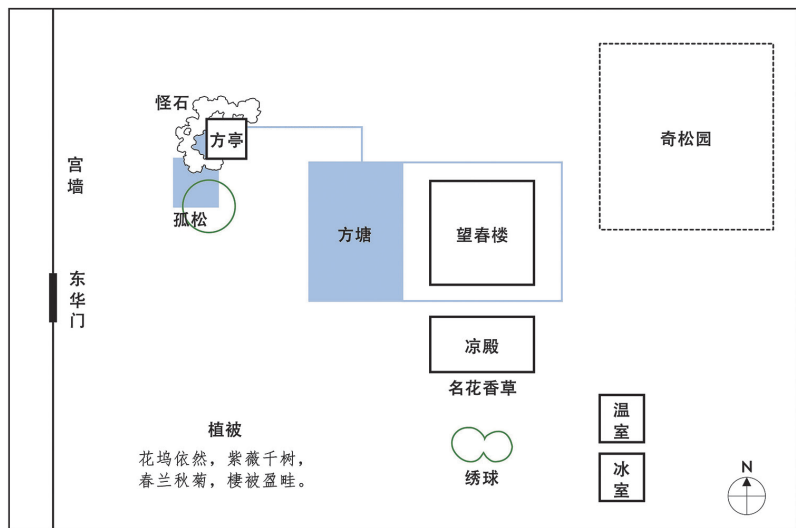 怪石
方亭
奇松园
宫墙
孤松
方塘
望春楼
东华门
凉殿
名花香草
温室
植被
花坞依然，紫薇千树，
春兰秋菊，棲被盈畦。
绣球
冰室
N